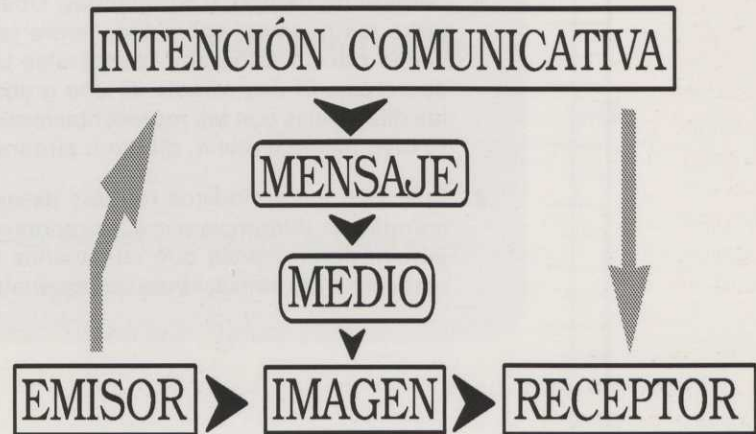 INTENCIÓN COMUNICATIVA
MENSAJE
MEDIO
EMISOR IMAGEN RECEPTOR